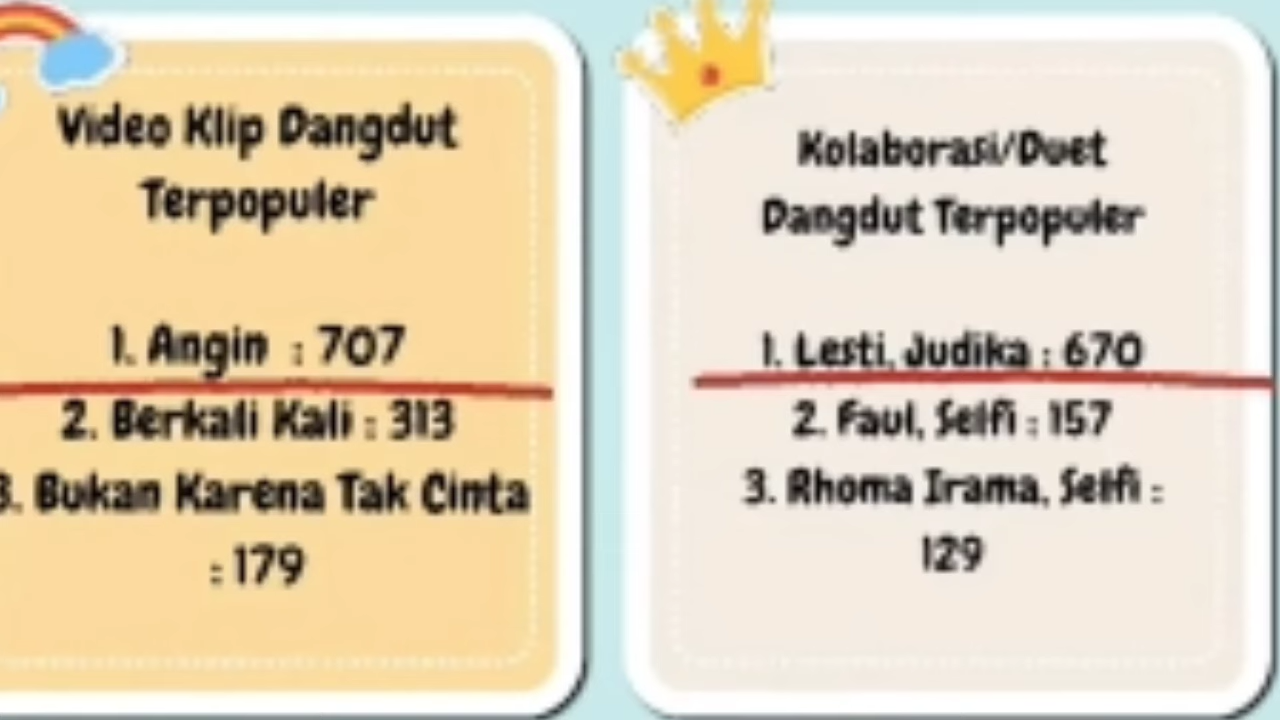 Video Klip Dangdut
Terpopuler
1. Angin : 707
2. Berkali Kali : 313
3. Bukan Karena Tak Cinta
: 179
Kolaborasi/Duet
Dangdut Terpopuler
1. Lesti, Judika : 670
2. Faul, Selfi : 157
3. Rhoma Irama, Selfi :
129